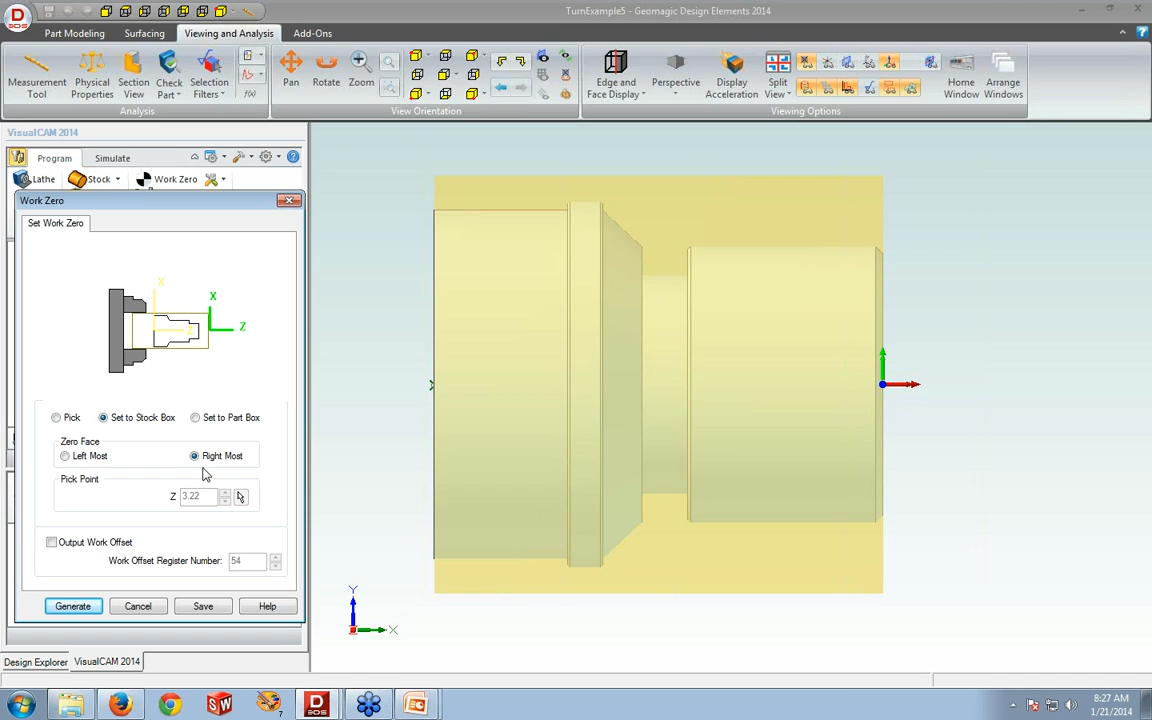 D
3DS
TurnExample5 - Geomagic Design Elements 2014
Part Modeling
Surfacing
Viewing and Analysis
Add-Ons
Measurement Tool
Physical Properties
Section View
Check Part
Selection Filters
f(x)
Pan
Rotate
Zoom
Edge and Face Display
Perspective
Display Acceleration
Split View
Home Window
Arrange Windows
Analysis
View Orientation
Viewing Options
VisualCAM 2014
Program
Simulate
Lathe
Stock
Work Zero
Work Zero
Set Work Zero
X
X
Z
Z
Pick
Set to Stock Box
Set to Part Box
Zero Face
Left Most
Right Most
Pick Point
Z
3.22
Output Work Offset
Work Offset Register Number:
54
Generate
Cancel
Save
Help
Y
X
Design Explorer
VisualCAM 2014
SW
7
D
3DS
8:27 AM
1/21/2014